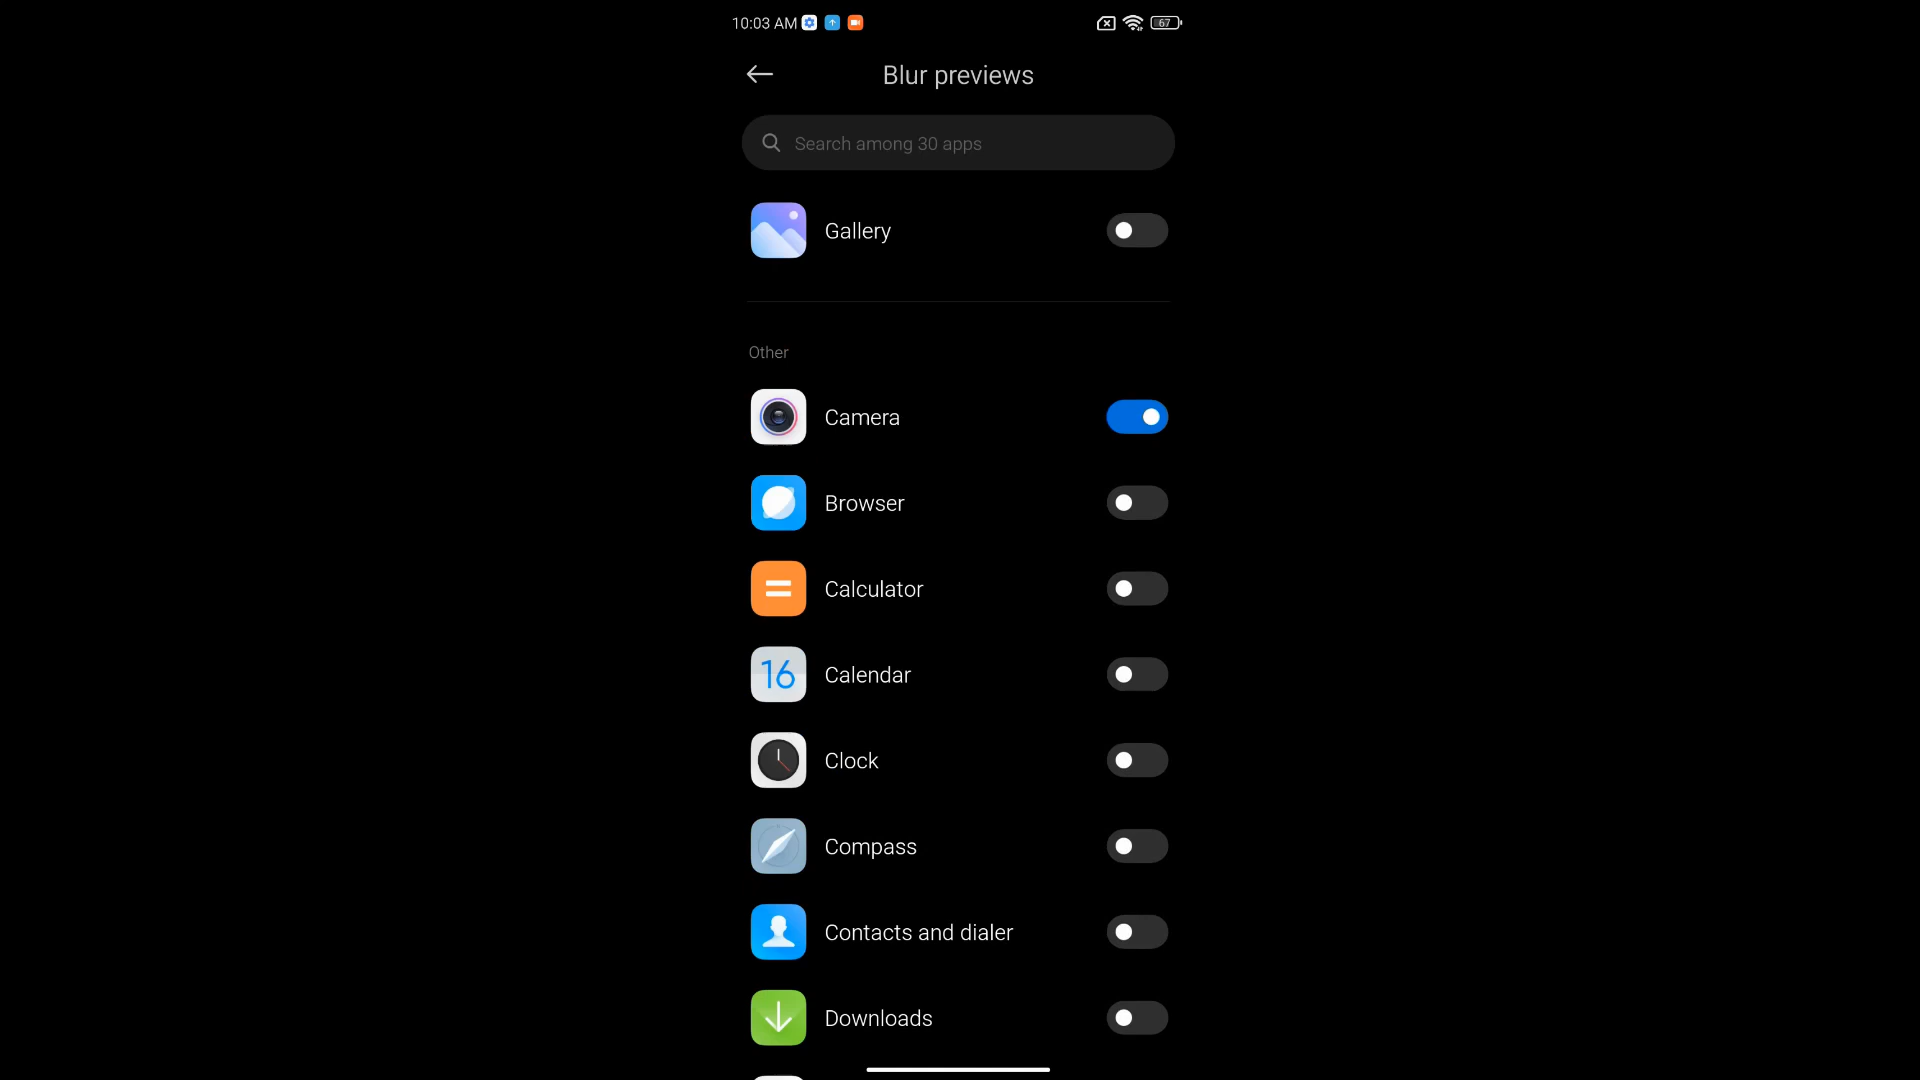 10:03 AM
67
Blur previews
Search among 30 apps
Gallery
Other
Camera
Browser
Calculator
16
Calendar
Clock
Compass
Contacts and dialer
Downloads